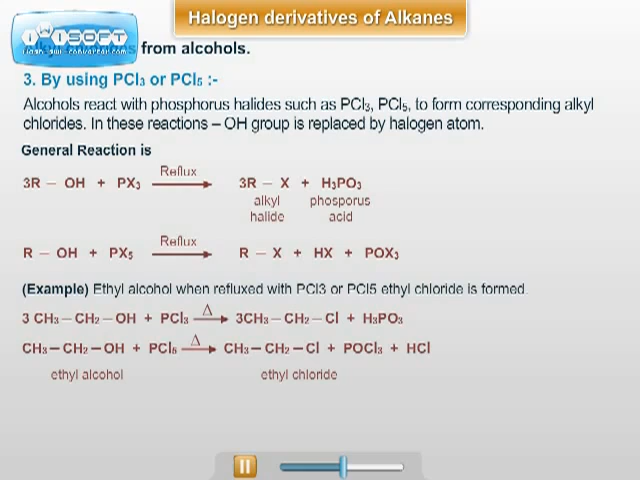 Halogen derivatives of Alkanes
from alcohols.
3. By using PCl₃ or PCl₅ :-
Alcohols react with phosphorus halides such as PCl₃, PCl₅, to form corresponding alkyl
chlorides. In these reactions – OH group is replaced by halogen atom.
General Reaction is
3R – OH + PX₃ Reflux 3R – X + H₃PO₃
alkyl phosporus
halide acid
R – OH + PX₅ Reflux R – X + HX + POX₃
(Example) Ethyl alcohol when refluxed with PCl3 or PCl5 ethyl chloride is formed.
3 CH₃ – CH₂ – OH + PCl₃ Δ 3CH₃ – CH₂ – Cl + H₃PO₃
CH₃ – CH₂ – OH + PCl₅ Δ CH₃ – CH₂ – Cl + POCl₃ + HCl
ethyl alcohol ethyl chloride